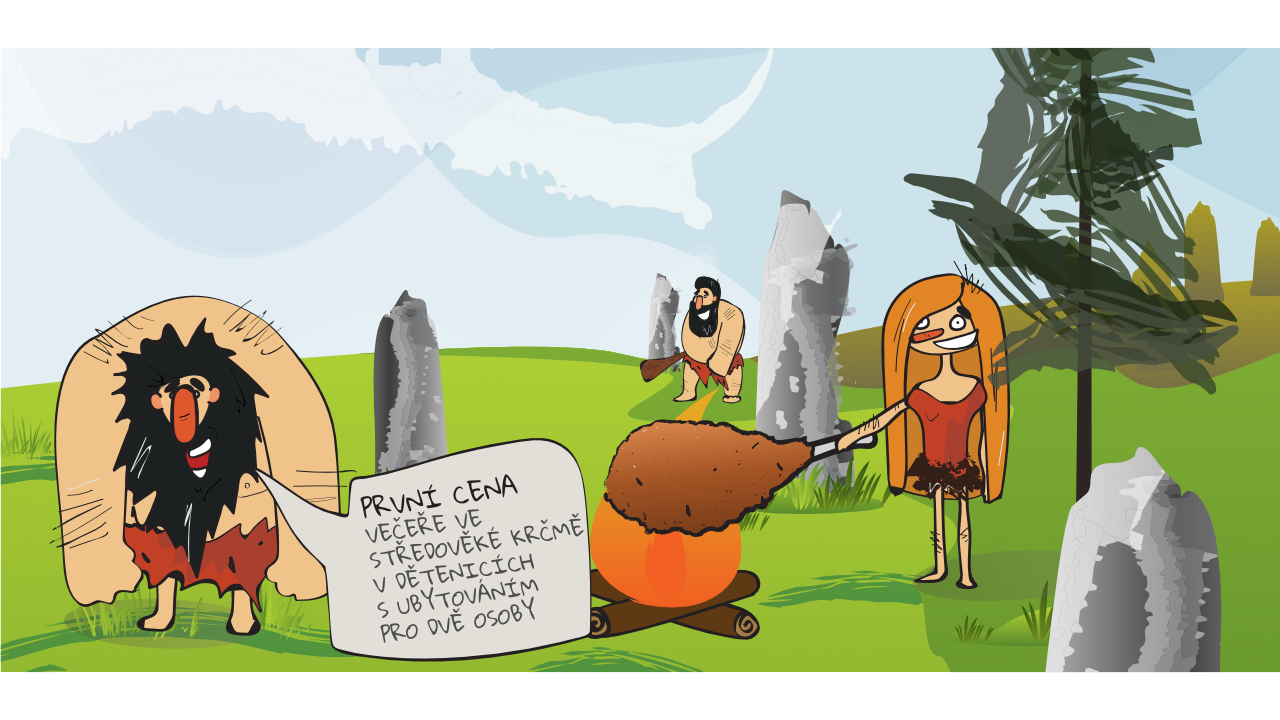 PRVNÍ CENA
VEČEŘE VE
STŘEDOVĚKÉ KRČMĚ
V DĚTENICÍCH
S UBYTOVÁNÍM
PRO DVĚ OSOBY